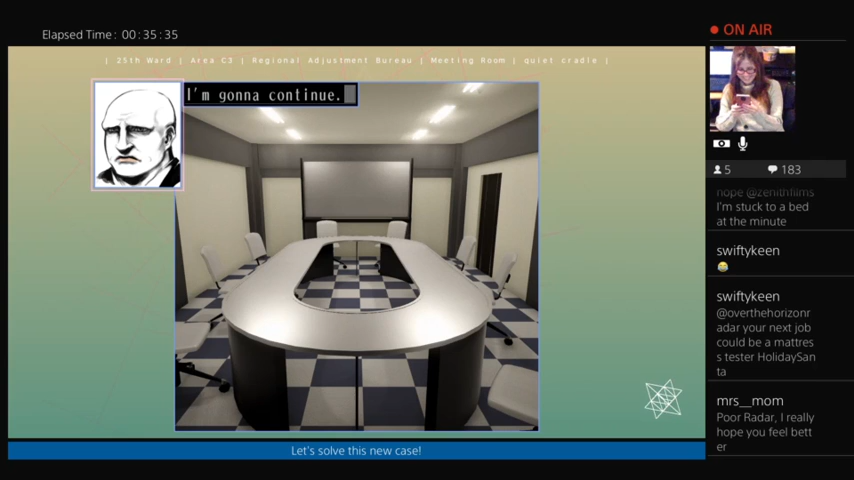 Elapsed Time: 00:35:35
ON AIR
| 25th Ward | Area C3 | Regional Adjustment Bureau | Meeting Room | quiet cradle |
I'm gonna continue.
5 183
nope @zenithfilms
I'm stuck to a bed
at the minute
swiftykeen
swiftykeen
@overthehorizonr
adar your next job
could be a mattres
s tester HolidaySan
ta
mrs__mom
Poor Radar, I really
hope you feel bett
er
Let's solve this new case!